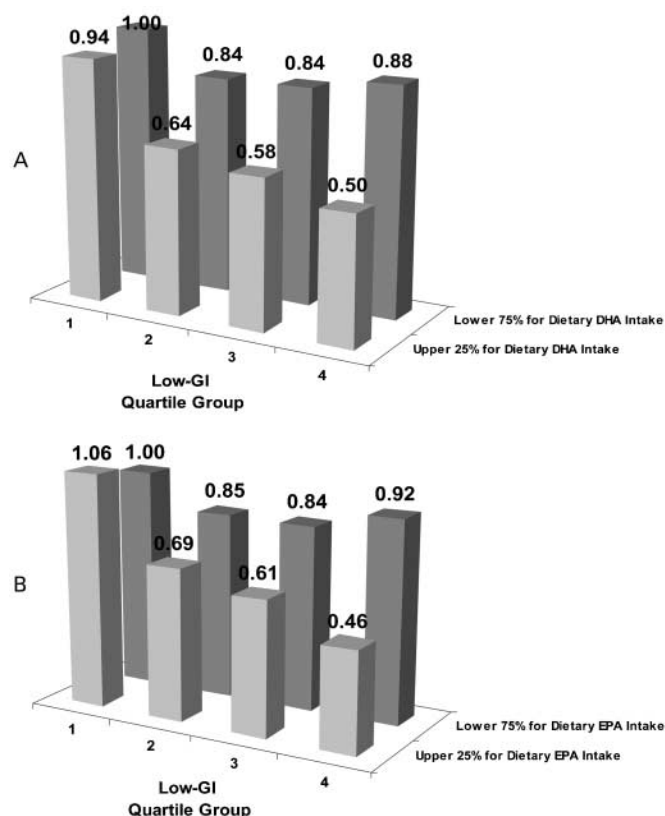 1.00
0.94
0.84
0.84
0.88
0.64
0.58
0.50
A
Lower 75% for Dietary DHA Intake
1
2
3
4
Upper 25% for Dietary DHA Intake
Low-GI
Quartile Group
1.06
1.00
0.85
0.84
0.92
0.69
0.61
0.46
B
Lower 75% for Dietary EPA Intake
1
2
3
4
Upper 25% for Dietary EPA Intake
Low-GI
Quartile Group